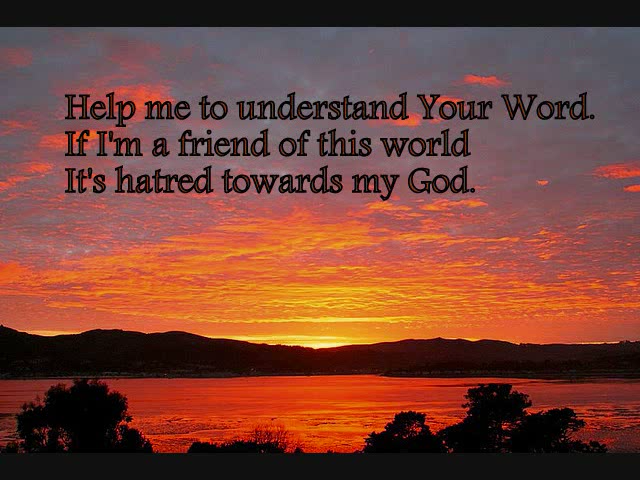 Help me to understand Your Word.
If I'm a friend of this world
It's hatred towards my God.